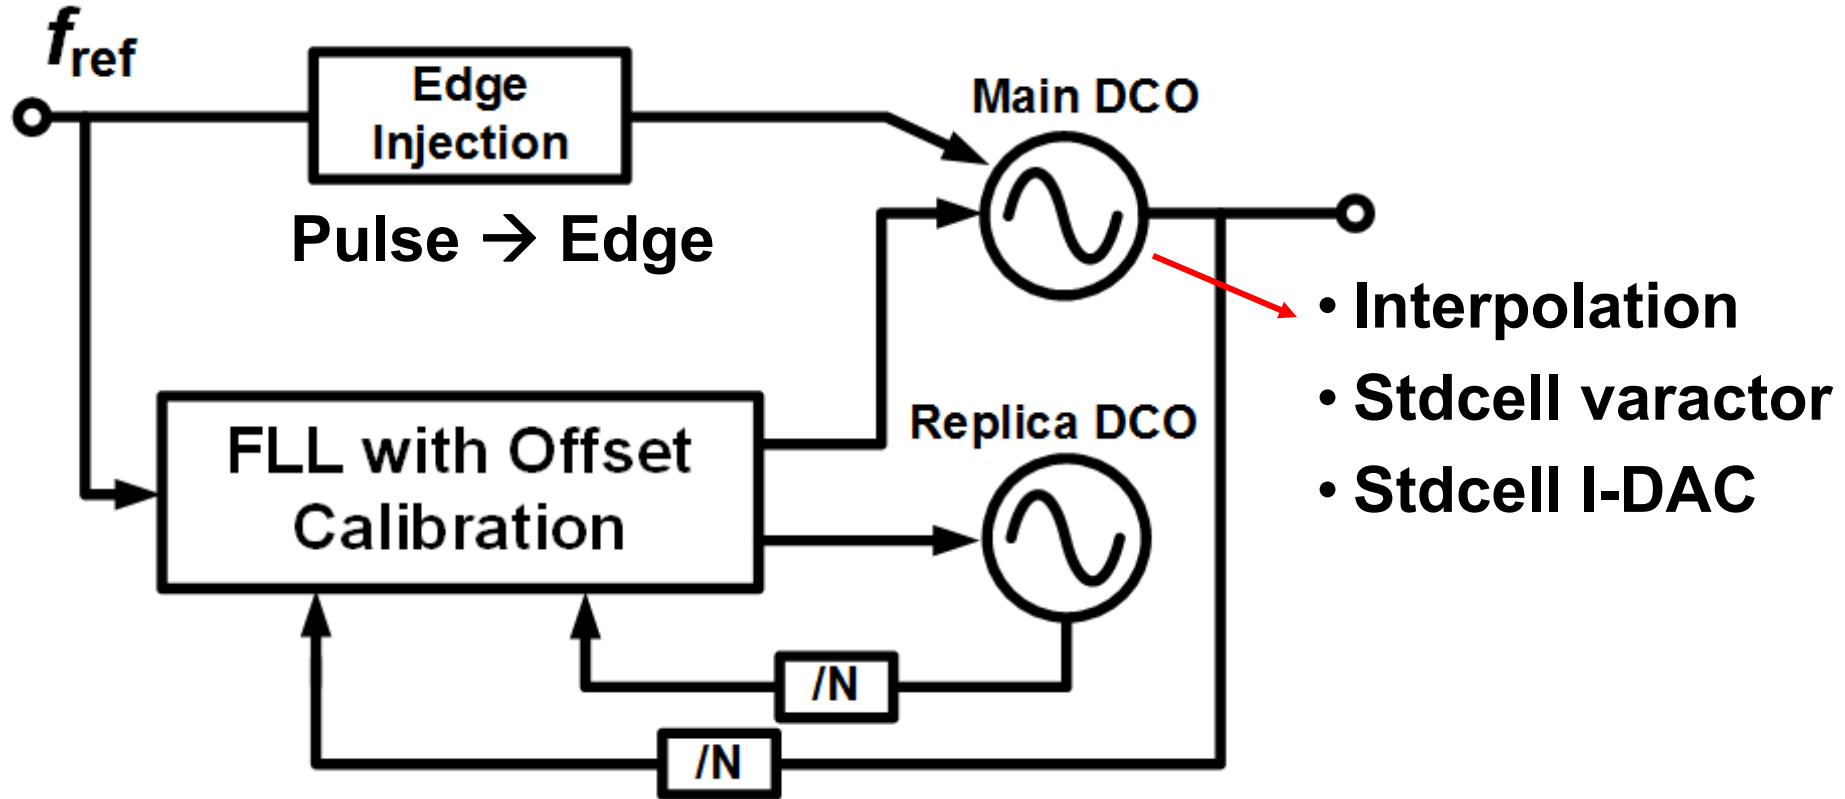 fref
Edge
Injection
Pulse → Edge
Main DCO
• Interpolation
• Stdcell varactor
• Stdcell I-DAC
Replica DCO
FLL with Offset
Calibration
/N
/N